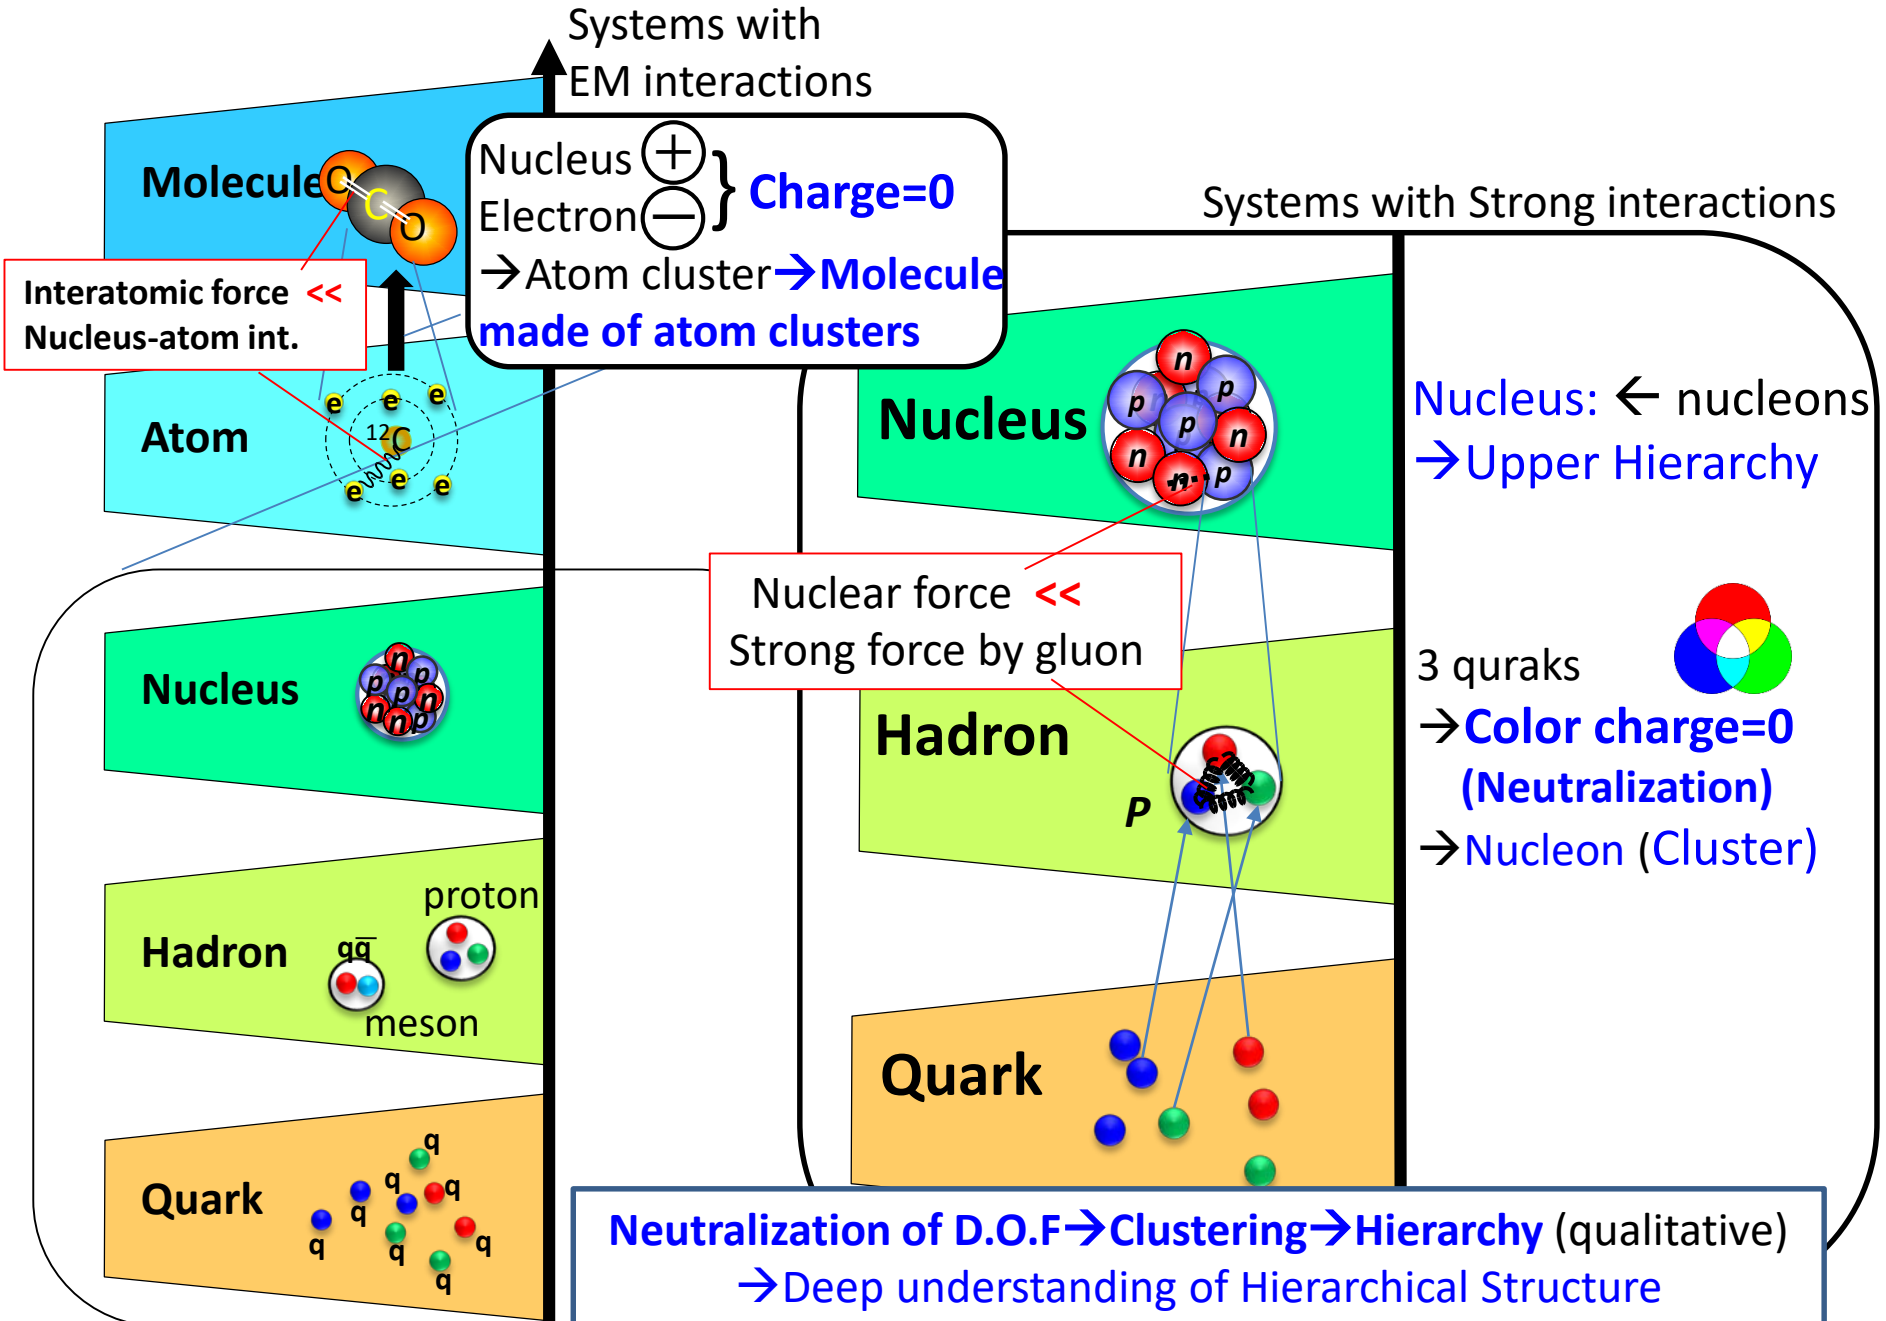 Systems with
EM interactions
Molecule
O
C
O
Nucleus +
Electron − } Charge=0
→Atom cluster→Molecule
made of atom clusters
Interatomic force <<
Nucleus-atom int.
Atom
e e e
¹²C
e e e
Nucleus
n
p p
p n
n n p
Hadron
proton
qq̅
meson
Quark
q
q q
q
q q q
q
Systems with Strong interactions
Nucleus
n
p p
p n
n
n ... p
Nucleus: ← nucleons
→Upper Hierarchy
Nuclear force <<
Strong force by gluon
Hadron
P
3 quraks
→Color charge=0
(Neutralization)
→Nucleon (Cluster)
Quark
Neutralization of D.O.F→Clustering→Hierarchy (qualitative)
→Deep understanding of Hierarchical Structure